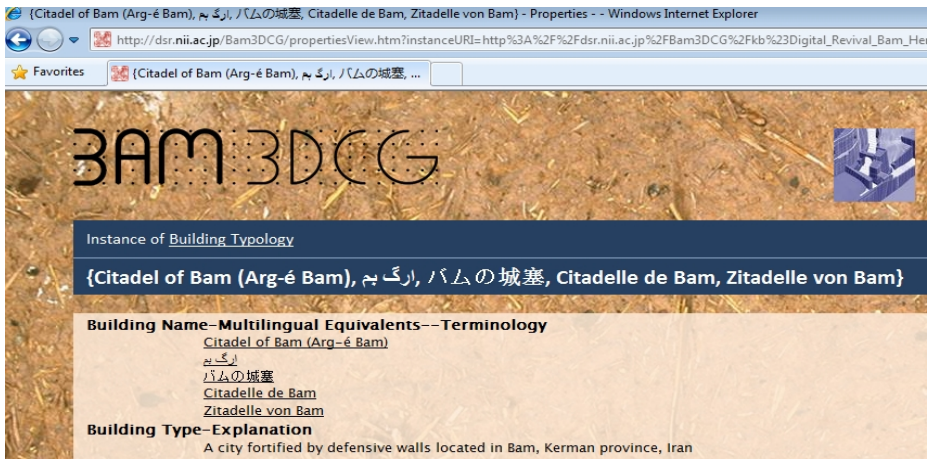 {Citadel of Bam (Arg-é Bam), ارگ بم, バムの城塞, Citadelle de Bam, Zitadelle von Bam} - Properties - - Windows Internet Explorer
http://dsr.nii.ac.jp/Bam3DCG/propertiesView.htm?instanceURI=http%3A%2F%2Fdsr.nii.ac.jp%2FBam3DCG%2Fkb%23Digital_Revival_Bam_Her
Favorites
{Citadel of Bam (Arg-é Bam), ارگ بم, バムの城塞, ...
BAM 3DCG
Instance of Building Typology
{Citadel of Bam (Arg-é Bam), ارگ بم, バムの城塞, Citadelle de Bam, Zitadelle von Bam}
Building Name-Multilingual Equivalents--Terminology
Citadel of Bam (Arg-é Bam)
ارگ بم
バムの城塞
Citadelle de Bam
Zitadelle von Bam
Building Type-Explanation
A city fortified by defensive walls located in Bam, Kerman province, Iran